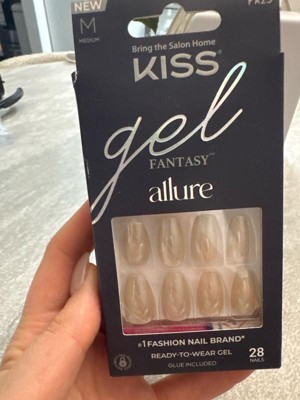 NEW
M
MEDIUM
Bring the Salon Home
KISS
gel
FANTASY™
allure
#1 FASHION NAIL BRAND*
READY-TO-WEAR GEL
GLUE INCLUDED
28
NAILS